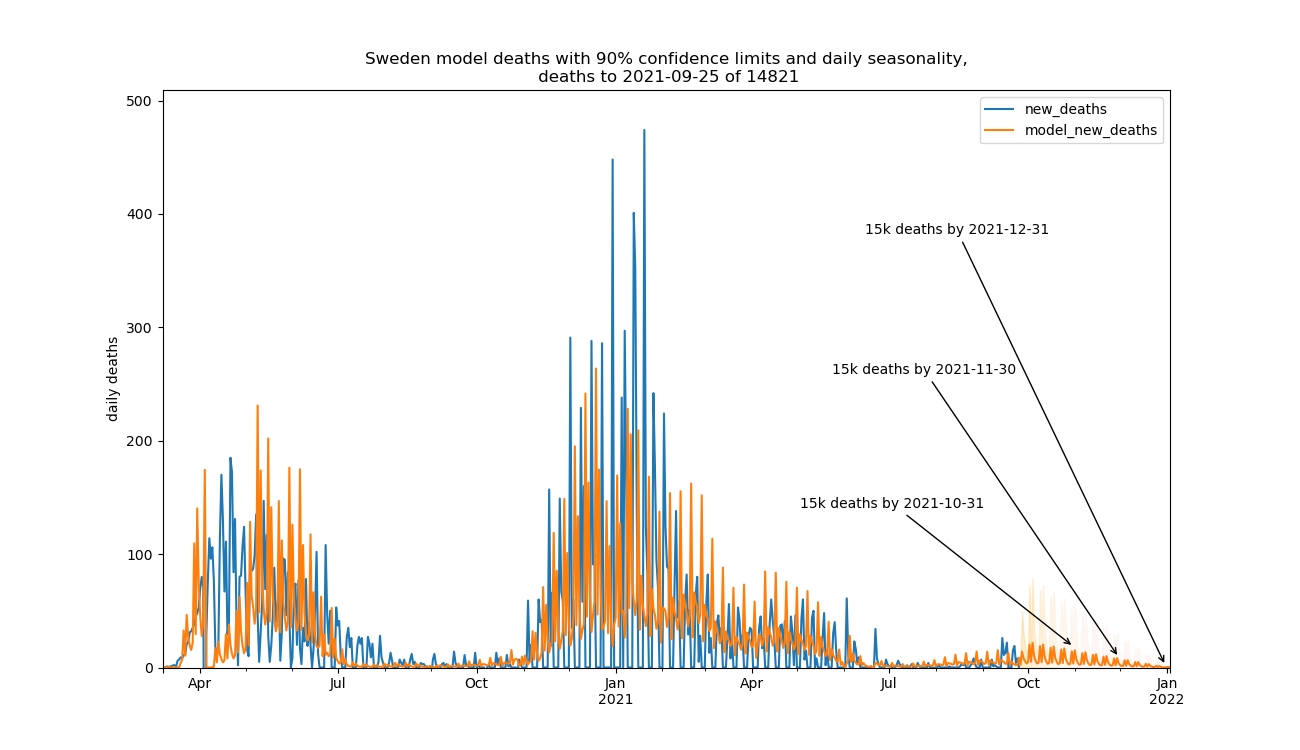 Sweden model deaths with 90% confidence limits and daily seasonality,
deaths to 2021-09-25 of 14821
new_deaths
model_new_deaths
daily deaths
500
400
300
200
100
0
15k deaths by 2021-12-31
15k deaths by 2021-11-30
15k deaths by 2021-10-31
Apr
Jul
Oct
Jan
2021
Apr
Jul
Oct
Jan
2022